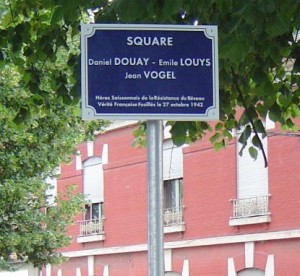 SQUARE
Daniel DOUAY - Emile LOUYS
Jean VOGEL
Héros Saissonnais de la Résistance du Réseau
Vérité Française Fusillés le 27 octobre 1942